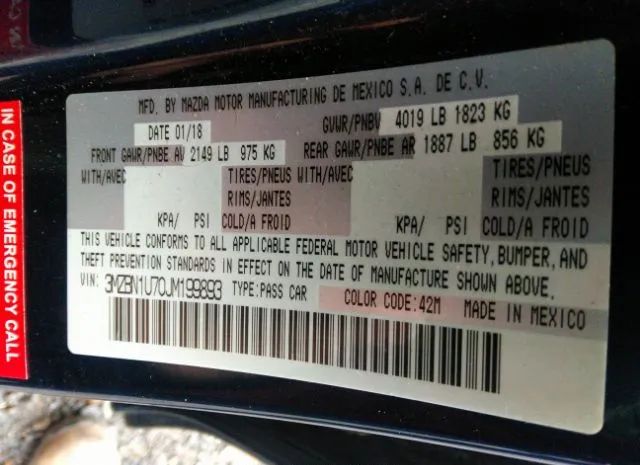 MFD. BY MAZDA MOTOR MANUFACTURING DE MEXICO S.A. DE C.V.
DATE 01/18 GVWR/PNBV 4019 LB 1823 KG
FRONT GAWR/PNBE AV 2149 LB 975 KG REAR GAWR/PNBE AR 1887 LB 856 KG
WITH/AVEC TIRES/PNEUS WITH/AVEC TIRES/PNEUS
RIMS/JANTES RIMS/JANTES
KPA/ PSI COLD/A FROID KPA/ PSI COLD/A FROID
THIS VEHICLE CONFORMS TO ALL APPLICABLE FEDERAL MOTOR VEHICLE SAFETY, BUMPER, AND
THEFT PREVENTION STANDARDS IN EFFECT ON THE DATE OF MANUFACTURE SHOWN ABOVE.
VIN: 3MZBN1U70JM199893 TYPE:PASS CAR COLOR CODE:42M MADE IN MEXICO
IN CASE OF EMERGENCY CALL